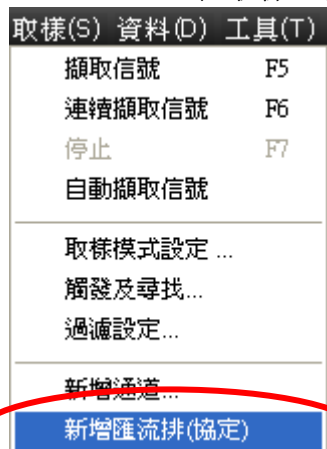 取樣(S) 資料(D) 工具(T)
擷取信號 F5
連續擷取信號 F6
停止 F7
自動擷取信號
取樣模式設定 ...
觸發及尋找...
過濾設定...
新增通道...
新增匯流排(協定)